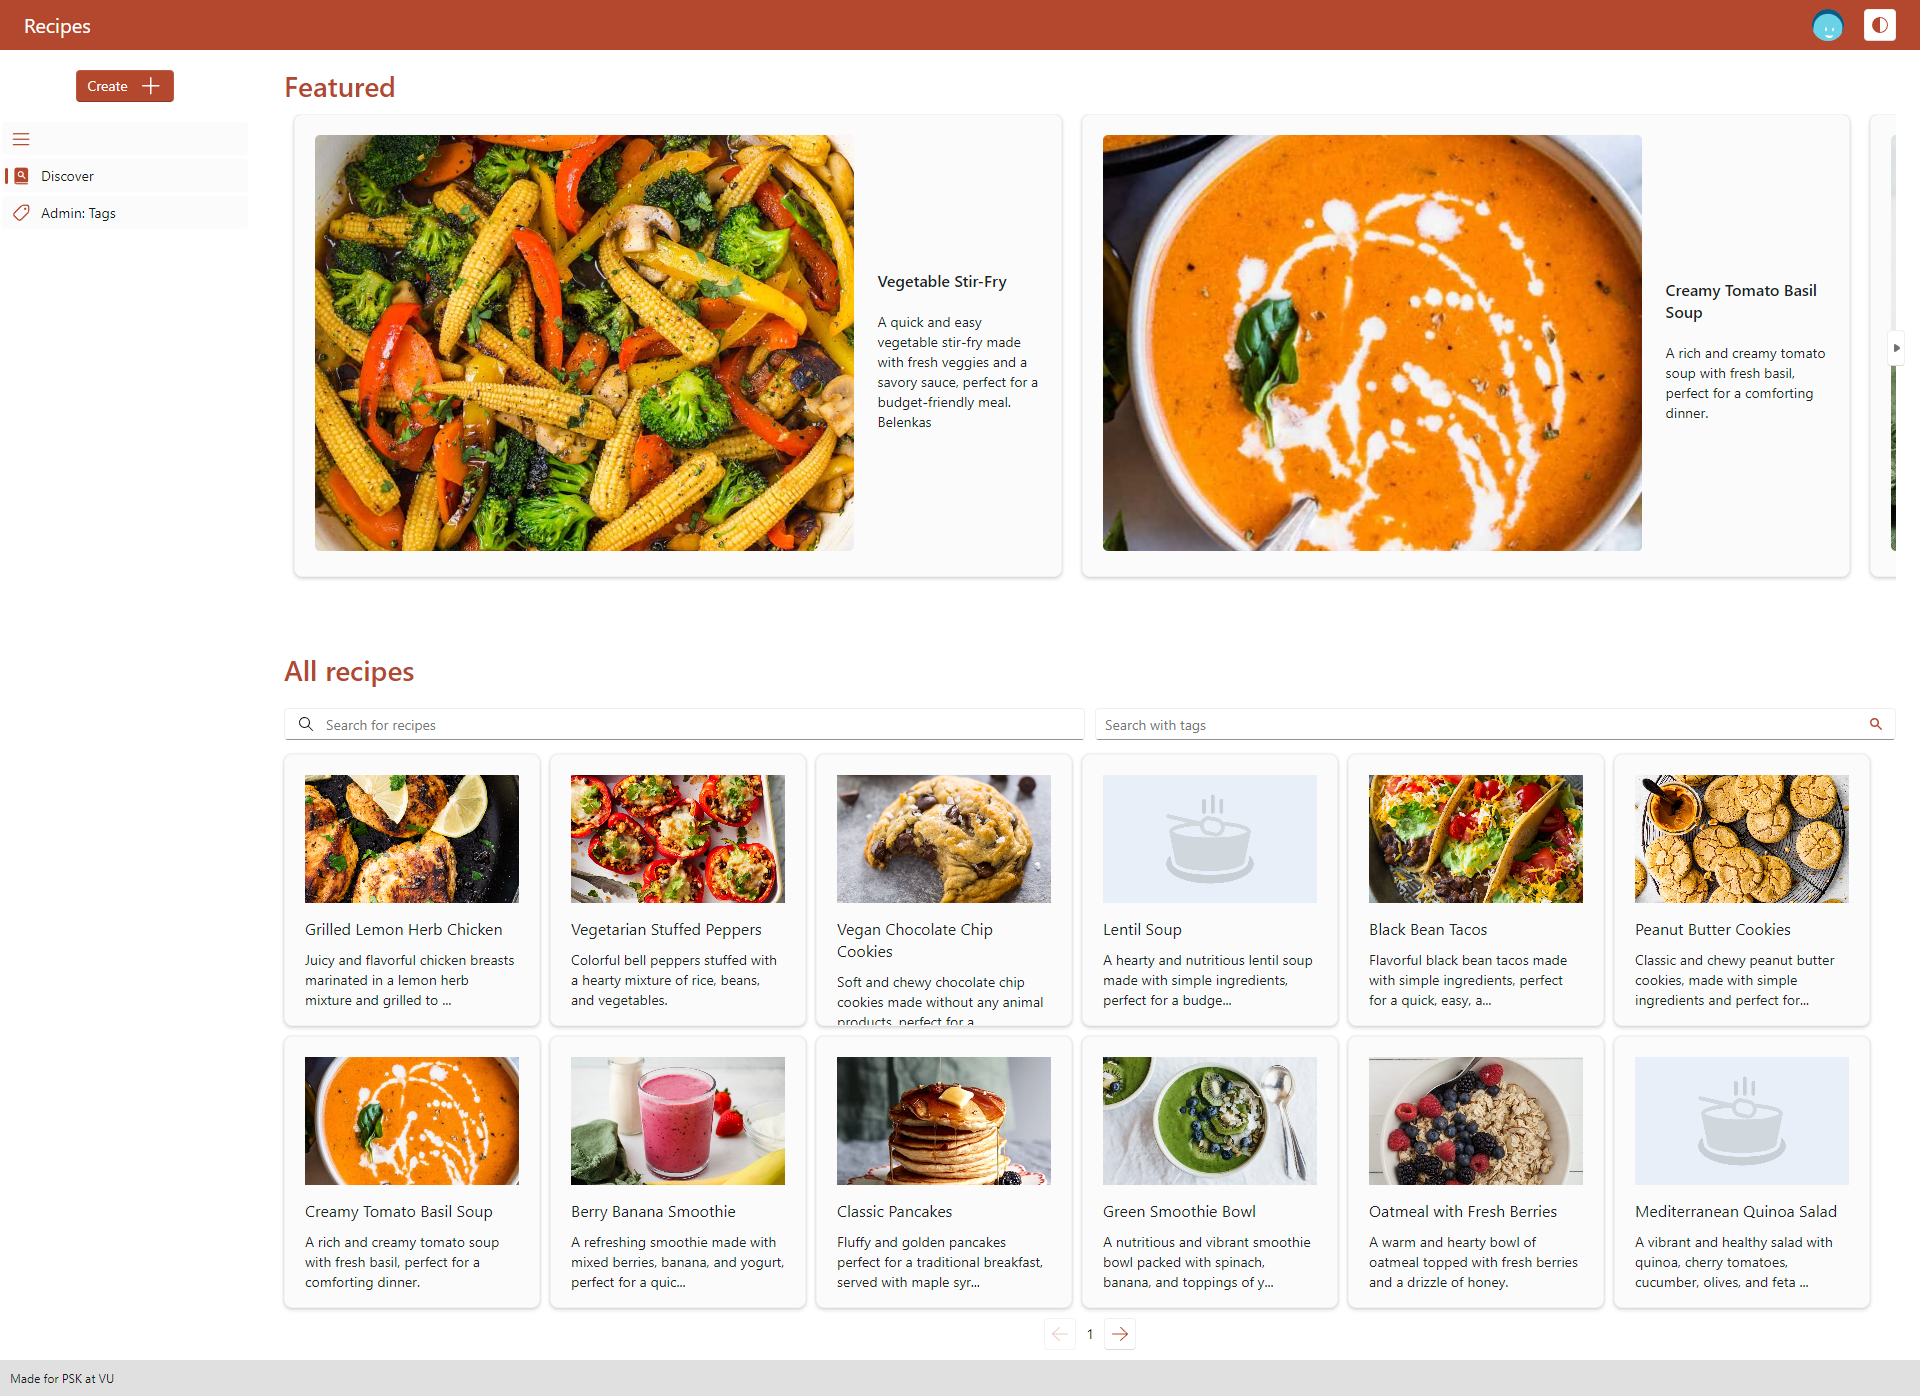 Recipes
Create
Featured
Discover
Admin: Tags
Vegetable Stir-Fry
A quick and easy
vegetable stir-fry made
with fresh veggies and a
savory sauce, perfect for a
budget-friendly meal.
Belenkas
Creamy Tomato Basil
Soup
A rich and creamy tomato
soup with fresh basil,
perfect for a comforting
dinner.
All recipes
Search for recipes
Search with tags
Grilled Lemon Herb Chicken
Juicy and flavorful chicken breasts
marinated in a lemon herb
mixture and grilled to ...
Vegetarian Stuffed Peppers
Colorful bell peppers stuffed with
a hearty mixture of rice, beans,
and vegetables.
Vegan Chocolate Chip
Cookies
Soft and chewy chocolate chip
cookies made without any animal
products, perfect for a
Lentil Soup
A hearty and nutritious lentil soup
made with simple ingredients,
perfect for a budge...
Black Bean Tacos
Flavorful black bean tacos made
with simple ingredients, perfect
for a quick, easy, a...
Peanut Butter Cookies
Classic and chewy peanut butter
cookies, made with simple
ingredients and perfect for...
Creamy Tomato Basil Soup
A rich and creamy tomato soup
with fresh basil, perfect for a
comforting dinner.
Berry Banana Smoothie
A refreshing smoothie made with
mixed berries, banana, and yogurt,
perfect for a quic...
Classic Pancakes
Fluffy and golden pancakes
perfect for a traditional breakfast,
served with maple syr...
Green Smoothie Bowl
A nutritious and vibrant smoothie
bowl packed with spinach,
banana, and toppings of y...
Oatmeal with Fresh Berries
A warm and hearty bowl of
oatmeal topped with fresh berries
and a drizzle of honey.
Mediterranean Quinoa Salad
A vibrant and healthy salad with
quinoa, cherry tomatoes,
cucumber, olives, and feta ...
1
Made for PSK at VU